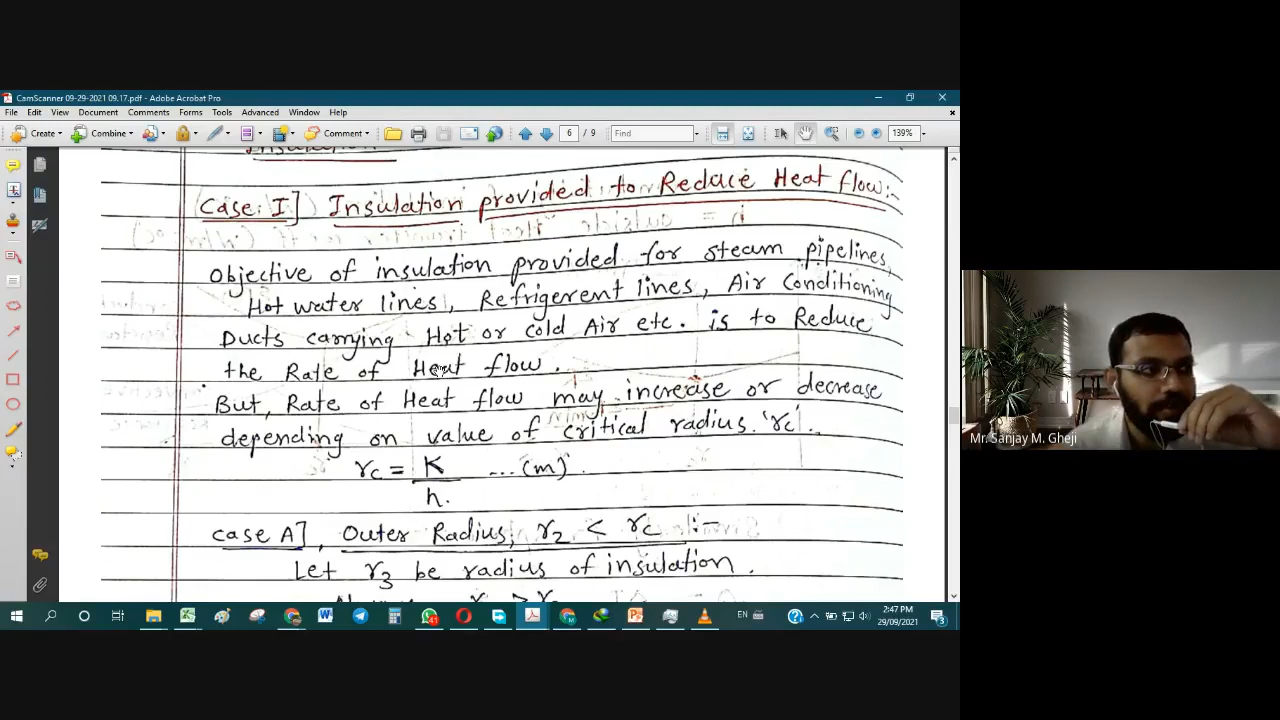 CamScanner 09-29-2021 09.17.pdf - Adobe Acrobat Pro
File Edit View Document Comments Forms Tools Advanced Window Help
Create Combine Comment 6 / 9 Find 139%
Insulation
Case: I] Insulation provided to Reduce Heat flow:-
Objective of insulation provided for steam pipelines,
Hot water lines, Refrigerent lines, Air Conditioning
Ducts carrying Hot or cold Air etc. is to Reduce
the Rate of Heat flow.
But, Rate of Heat flow may increase or decrease
depending on value of critical radius 'rc'.
rc = K ...(m)
h.
case A], Outer Radius, r2 < rc :-
Let r3 be radius of insulation.
Mr. Sanjay M. Gheji
EN
2:47 PM
29/09/2021
41
3